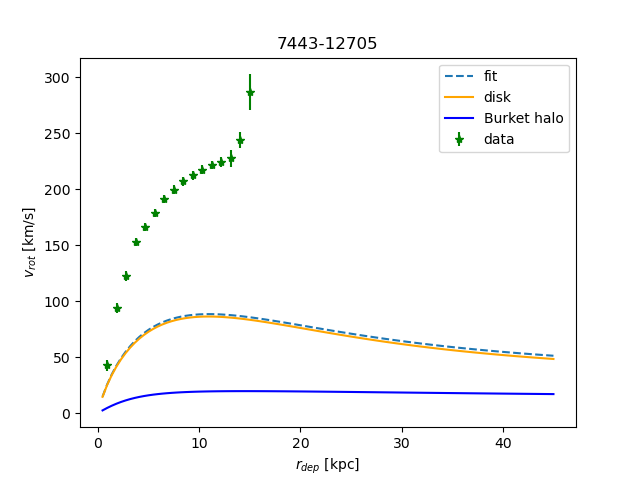 7443-12705
300
250
200
150
100
50
0
v_rot [km/s]
fit
disk
Burket halo
data
0 10 20 30 40
r_dep [kpc]